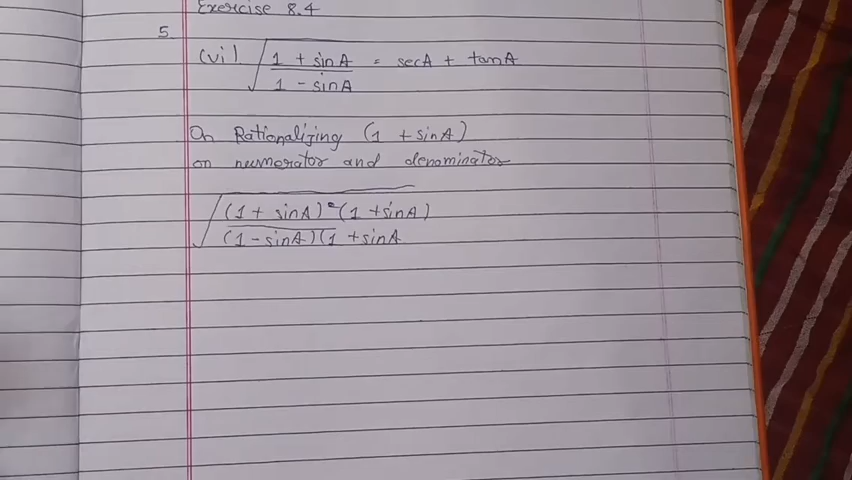 Exercise 8.4
5
(vi) √ 1 + sinA / 1 - sinA = secA + tanA
On Rationalizing (1 + sinA)
on numerator and denominator
√ (1 + sinA)² (1 + sinA) / (1 - sinA)(1 + sinA